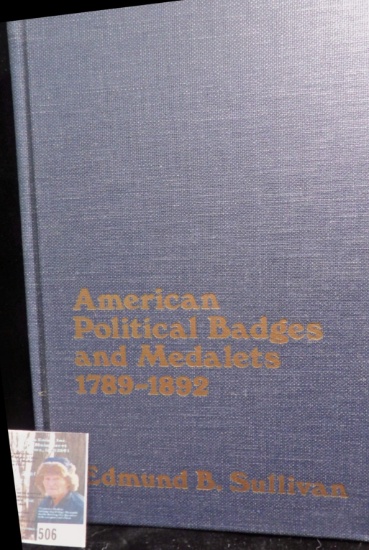 American
Political Badges
and Medalets
1789-1892
Edmund B. Sullivan
506